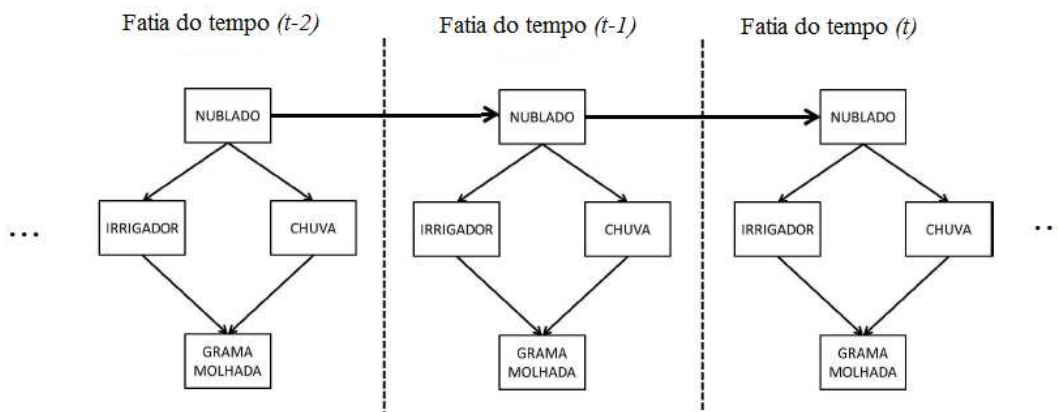 Fatia do tempo (t-2)
Fatia do tempo (t-1)
Fatia do tempo (t)
NUBLADO
NUBLADO
NUBLADO
...
IRRIGADOR
CHUVA
IRRIGADOR
CHUVA
IRRIGADOR
CHUVA
..
GRAMA
MOLHADA
GRAMA
MOLHADA
GRAMA
MOLHADA